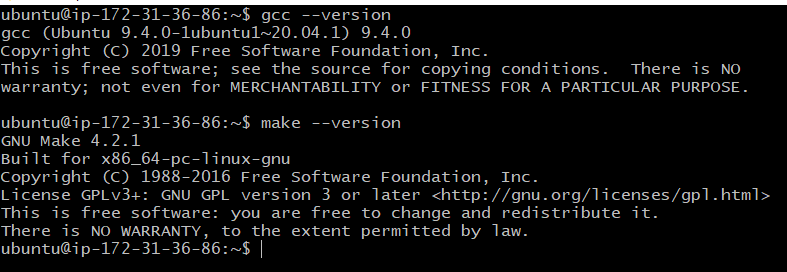 ubuntu@ip-172-31-36-86:~$ gcc --version
gcc (Ubuntu 9.4.0-1ubuntu1~20.04.1) 9.4.0
Copyright (C) 2019 Free Software Foundation, Inc.
This is free software; see the source for copying conditions.  There is NO
warranty; not even for MERCHANTABILITY or FITNESS FOR A PARTICULAR PURPOSE.

ubuntu@ip-172-31-36-86:~$ make --version
GNU Make 4.2.1
Built for x86_64-pc-linux-gnu
Copyright (C) 1988-2016 Free Software Foundation, Inc.
License GPLv3+: GNU GPL version 3 or later <http://gnu.org/licenses/gpl.html>
This is free software: you are free to change and redistribute it.
There is NO WARRANTY, to the extent permitted by law.
ubuntu@ip-172-31-36-86:~$